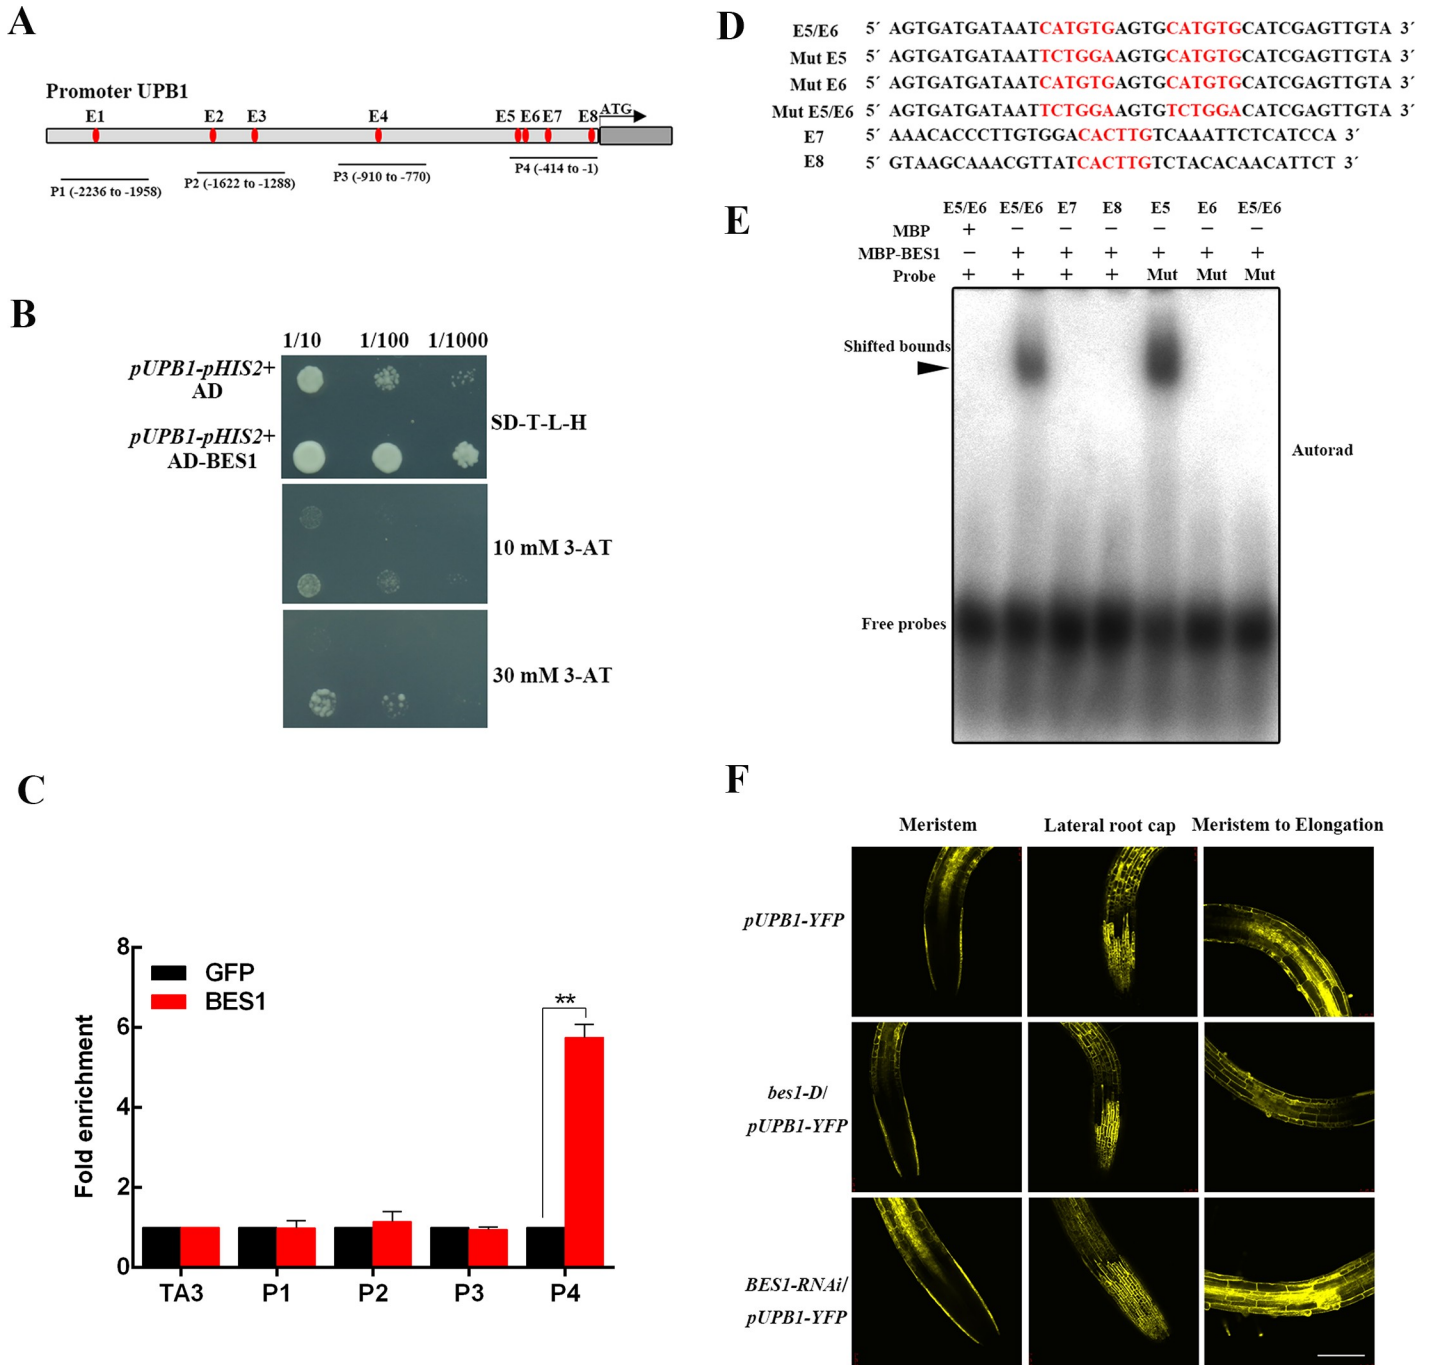 A
Promoter UPB1
E1 E2 E3 E4 E5 E6 E7 E8 ATG
P1 (-2236 to -1958)
P2 (-1622 to -1288)
P3 (-910 to -770)
P4 (-414 to -1)
B
1/10 1/100 1/1000
pUPB1-pHIS2+
AD
SD-T-L-H
pUPB1-pHIS2+
AD-BES1
10 mM 3-AT
30 mM 3-AT
C
8
6
4
2
0
Fold enrichment
GFP
BES1
**
TA3 P1 P2 P3 P4
D
E5/E6 5´ AGTGATGATAATCATGTGAGTGCATGTGCATCGAGTTGTA 3´
Mut E5 5´ AGTGATGATAATTCTGGAAGTGCATGTGCATCGAGTTGTA 3´
Mut E6 5´ AGTGATGATAATCATGTGAGTGCATGTGCATCGAGTTGTA 3´
Mut E5/E6 5´ AGTGATGATAATTCTGGAAGTGTCTGGACATCGAGTTGTA 3´
E7 5´ AAACACCCTTGTGGACACTTGTCAAATTCTCATCCA 3´
E8 5´ GTAAGCAAACGTTATCACTTGTCTACACAACATTCT 3´
E
E5/E6 E5/E6 E7 E8 E5 E6 E5/E6
MBP + − − − − − −
MBP-BES1 − + + + + + +
Probe + + + + Mut Mut Mut
Shifted bounds
Autorad
Free probes
F
Meristem Lateral root cap Meristem to Elongation
pUPB1-YFP
bes1-D/
pUPB1-YFP
BES1-RNAi/
pUPB1-YFP